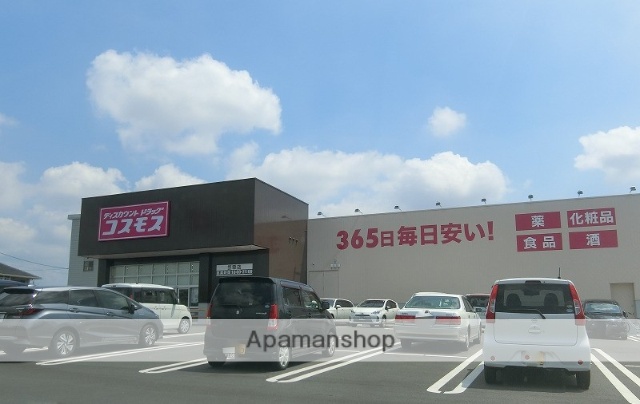 ディスカウント ドラッグ
コスモス
365日毎日安い!
薬 化粧品
食品 酒
Apamanshop